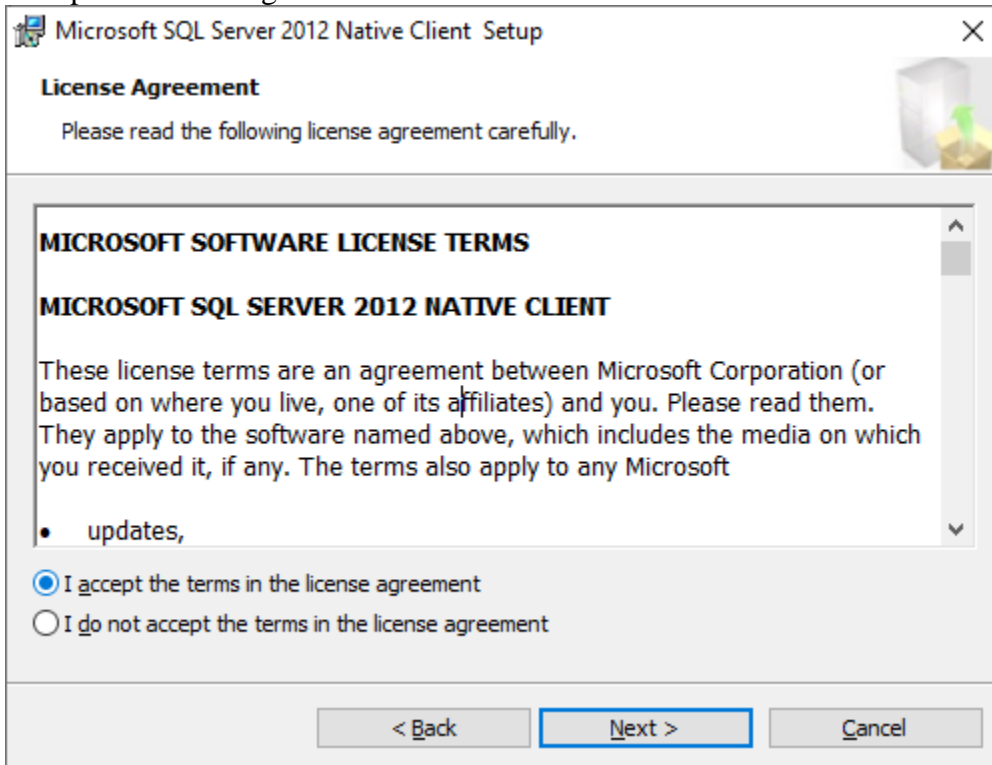 Microsoft SQL Server 2012 Native Client Setup
License Agreement
Please read the following license agreement carefully.
MICROSOFT SOFTWARE LICENSE TERMS
MICROSOFT SQL SERVER 2012 NATIVE CLIENT
These license terms are an agreement between Microsoft Corporation (or
based on where you live, one of its affiliates) and you. Please read them.
They apply to the software named above, which includes the media on which
you received it, if any. The terms also apply to any Microsoft
• updates,
I accept the terms in the license agreement
I do not accept the terms in the license agreement
< Back Next > Cancel